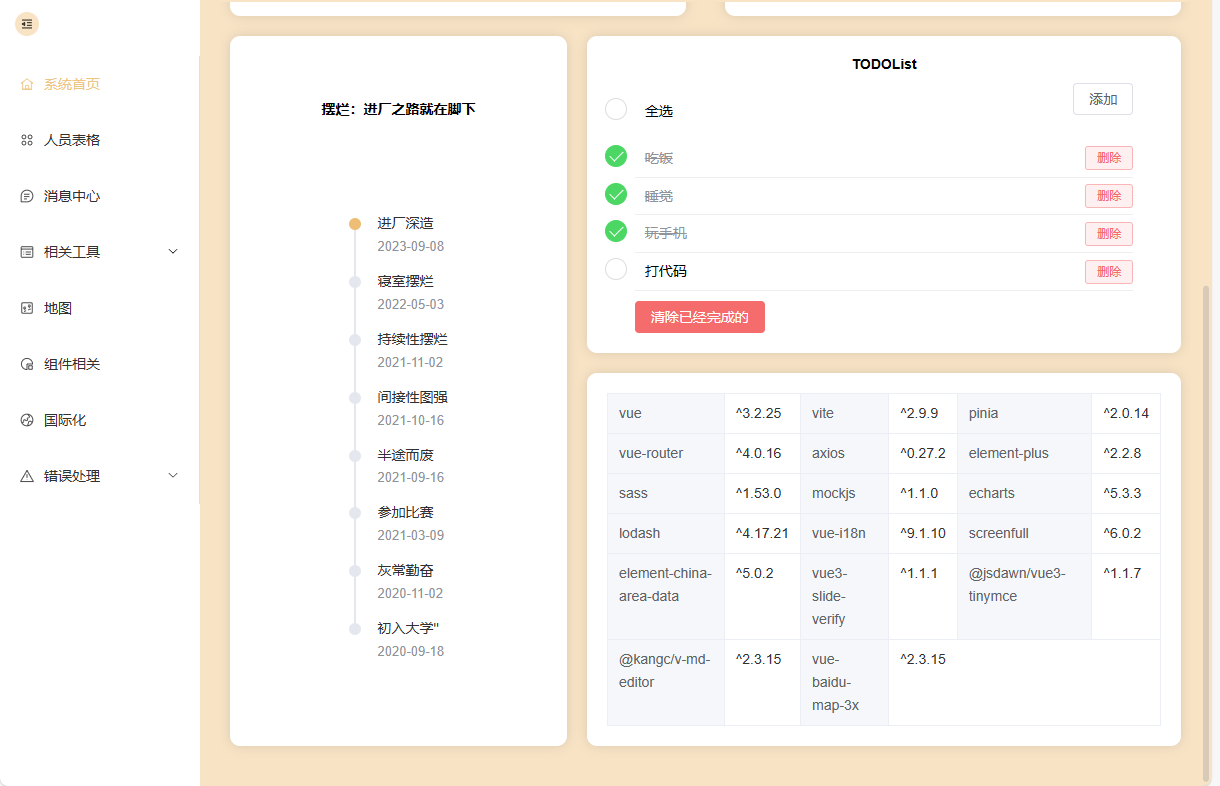 系统首页
人员表格
消息中心
相关工具
地图
组件相关
国际化
错误处理
摆烂：进厂之路就在脚下
进厂深造
2023-09-08
寝室摆烂
2022-05-03
持续性摆烂
2021-11-02
间接性图强
2021-10-16
半途而废
2021-09-16
参加比赛
2021-03-09
灰常勤奋
2020-11-02
初入大学"
2020-09-18
TODOList
全选 添加
吃饭 删除
睡觉 删除
玩手机 删除
打代码 删除
清除已经完成的
vue ^3.2.25 vite ^2.9.9 pinia ^2.0.14
vue-router ^4.0.16 axios ^0.27.2 element-plus ^2.2.8
sass ^1.53.0 mockjs ^1.1.0 echarts ^5.3.3
lodash ^4.17.21 vue-i18n ^9.1.10 screenfull ^6.0.2
element-china- ^5.0.2 vue3- ^1.1.1 @jsdawn/vue3- ^1.1.7
area-data slide- tinymce
verify
@kangc/v-md- ^2.3.15 vue- ^2.3.15
editor baidu-
map-3x